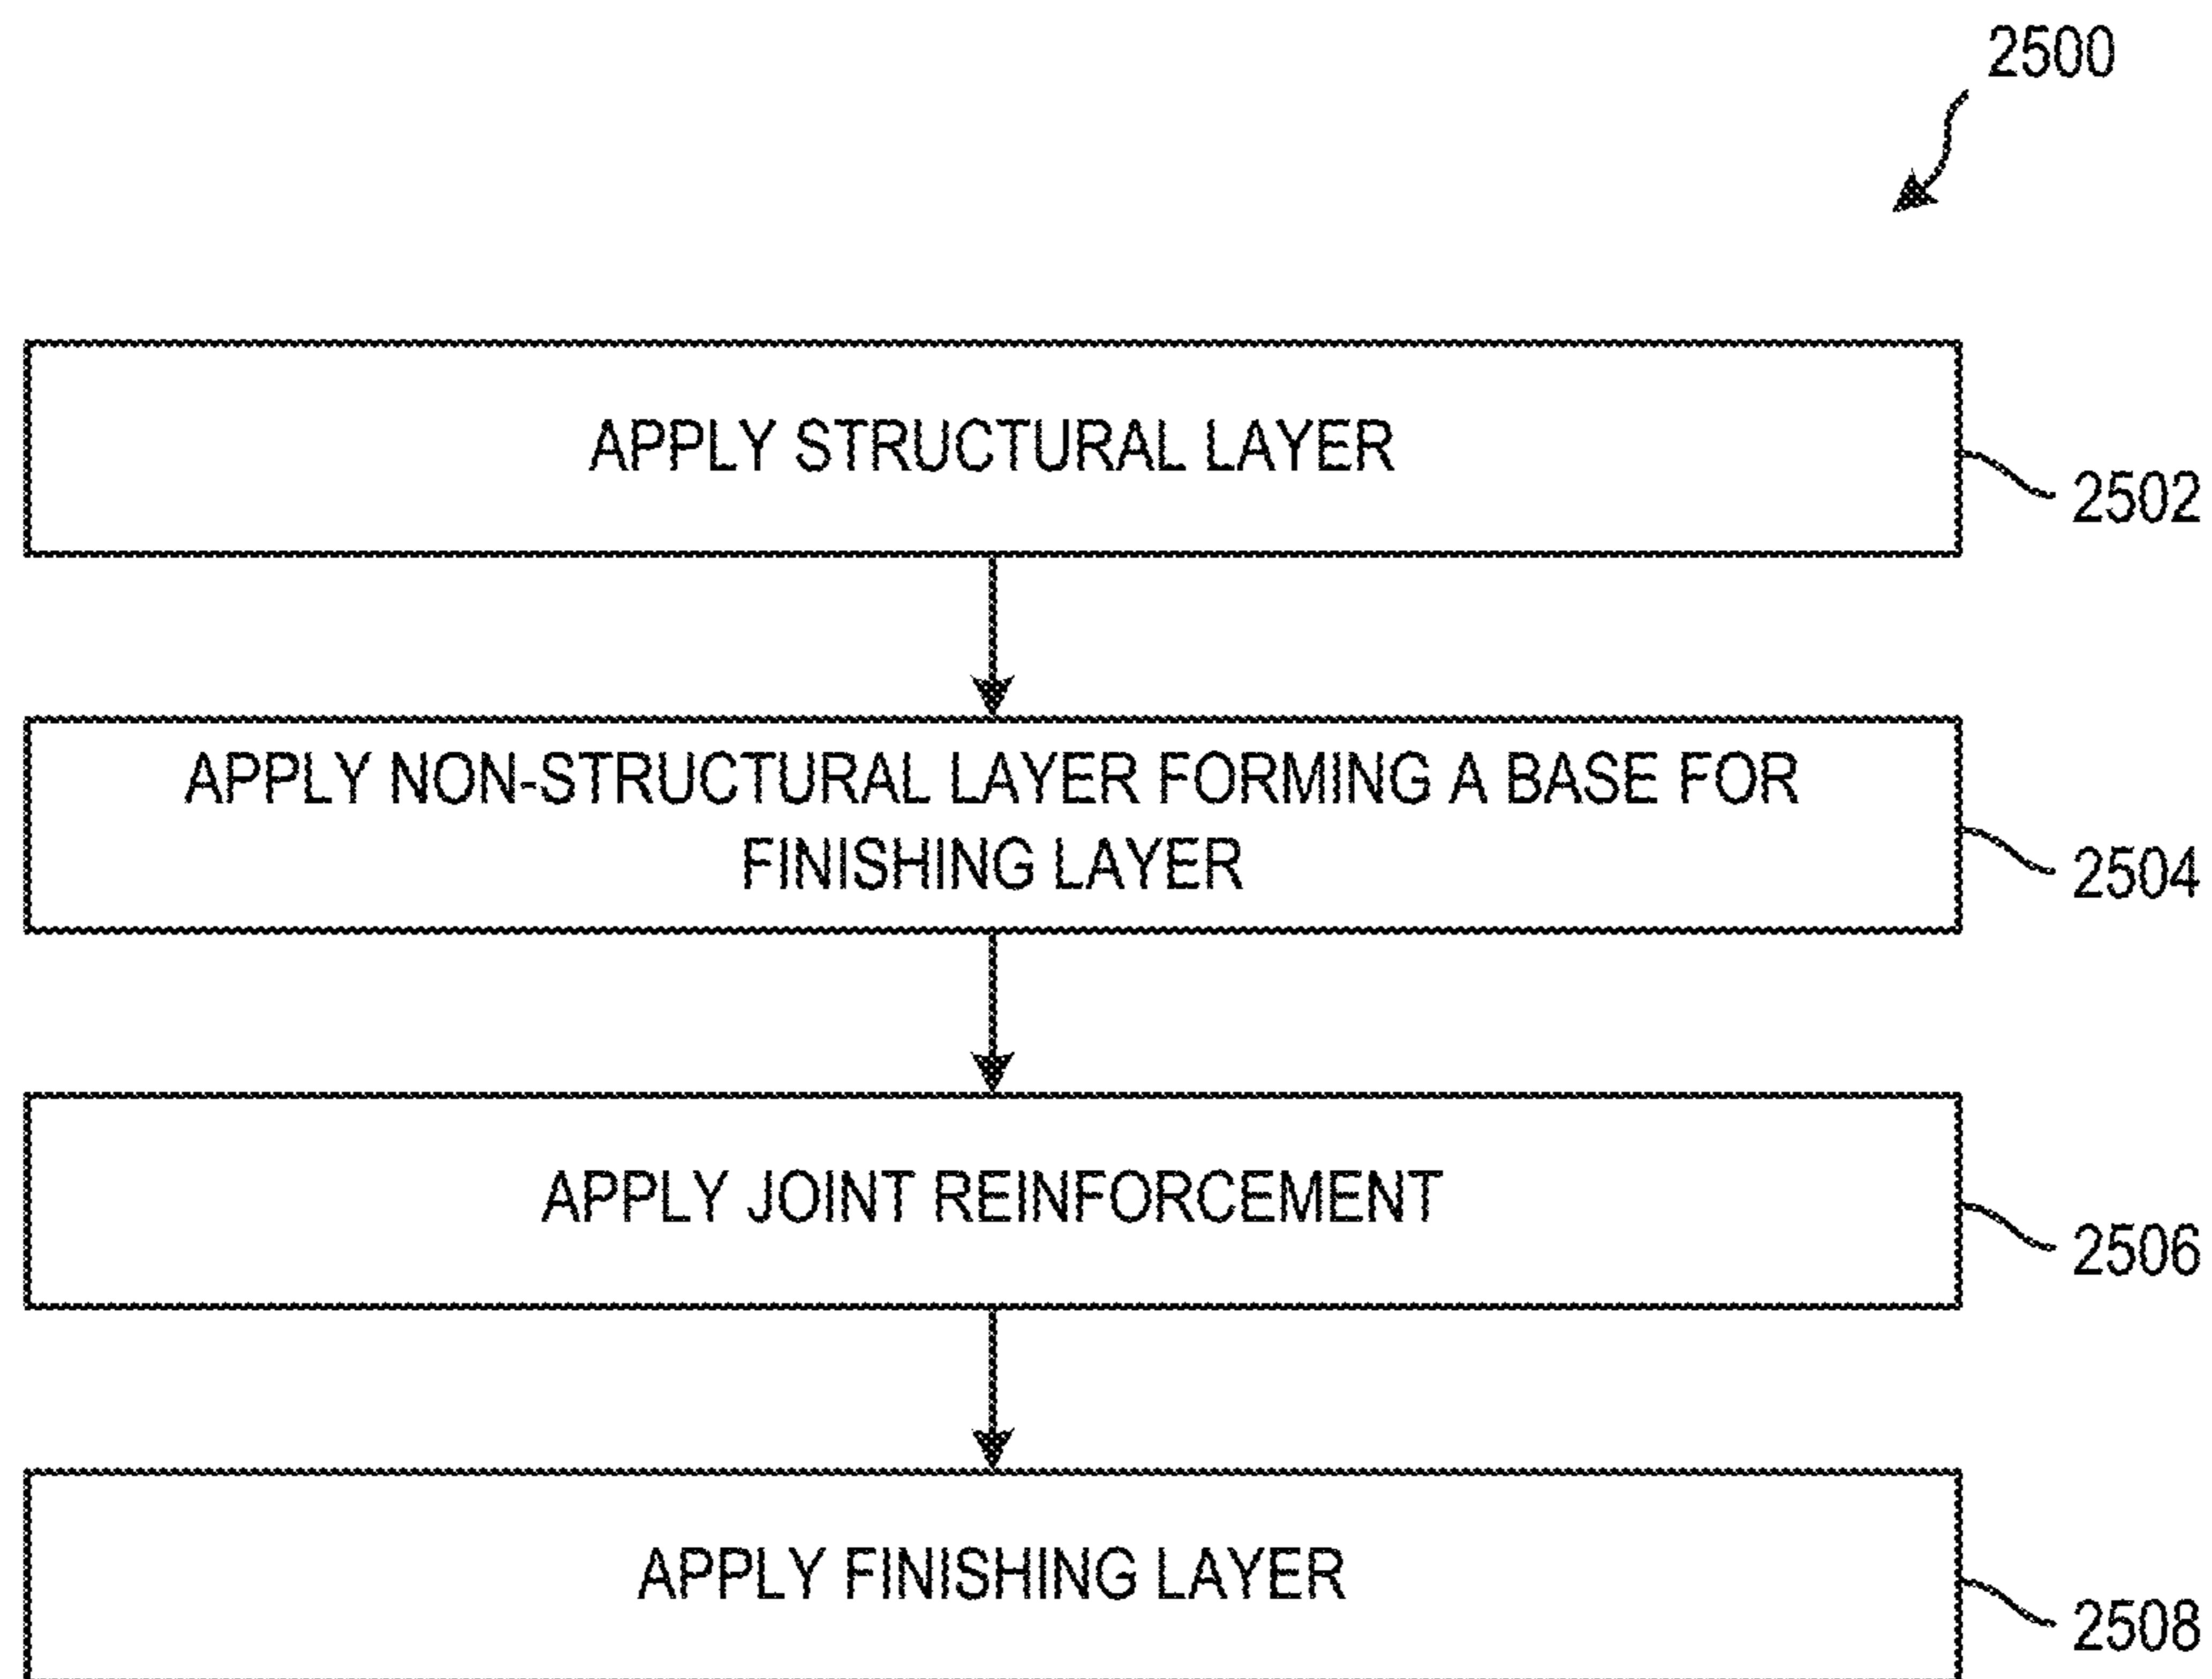 2500
APPLY STRUCTURAL LAYER
2502
APPLY NON-STRUCTURAL LAYER FORMING A BASE FOR
FINISHING LAYER
2504
APPLY JOINT REINFORCEMENT
2506
APPLY FINISHING LAYER
2508